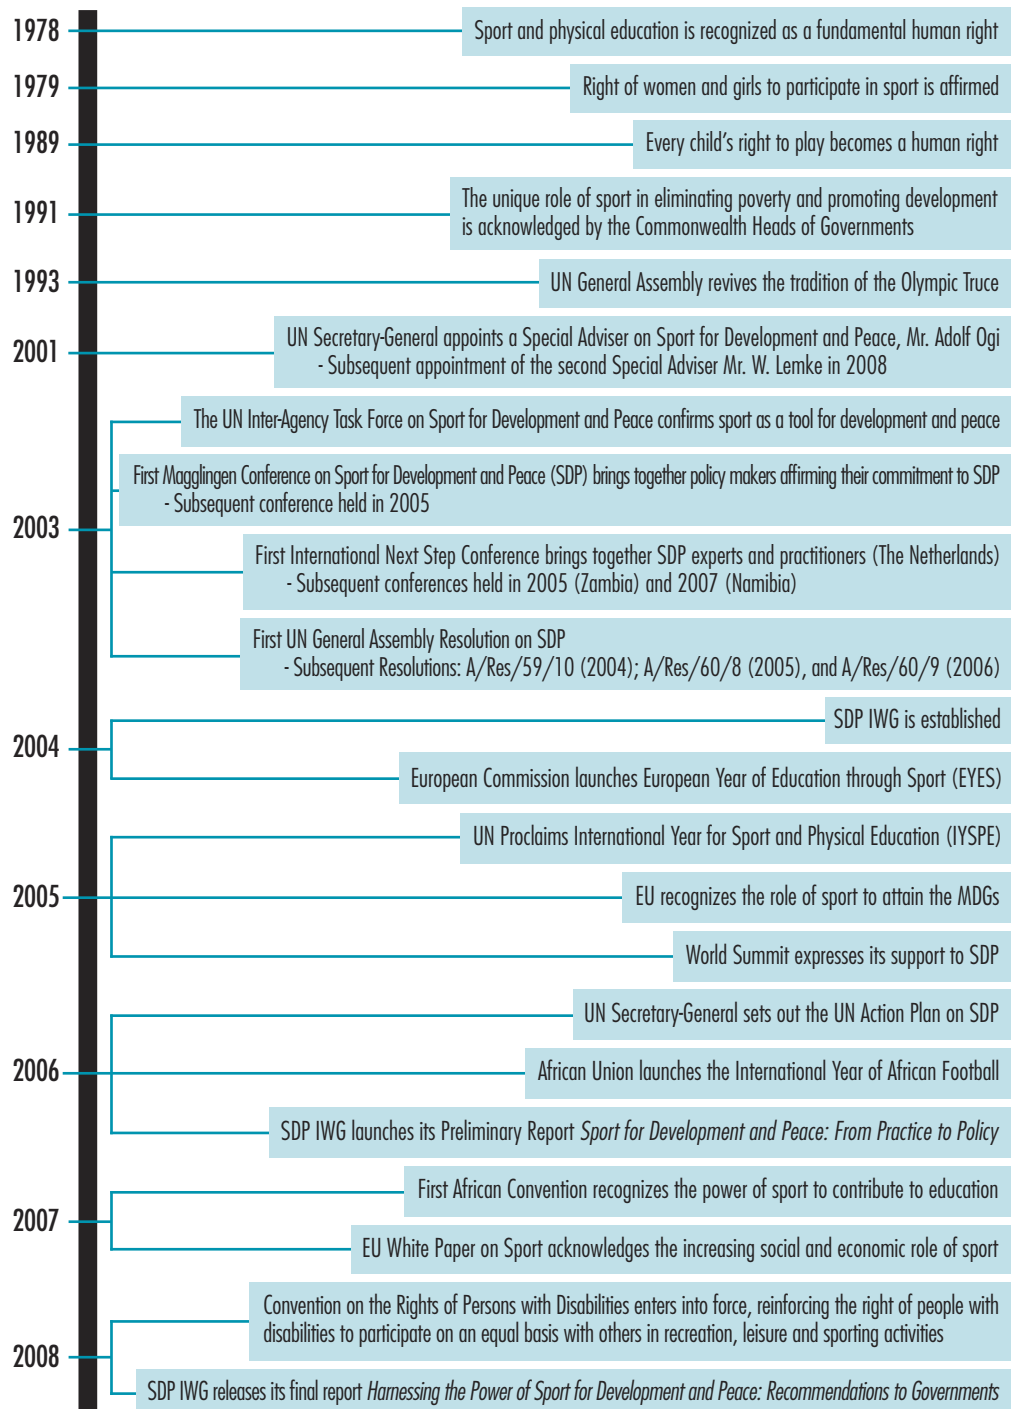 1978
Sport and physical education is recognized as a fundamental human right
1979
Right of women and girls to participate in sport is affirmed
1989
Every child's right to play becomes a human right
1991
The unique role of sport in eliminating poverty and promoting development
is acknowledged by the Commonwealth Heads of Governments
1993
UN General Assembly revives the tradition of the Olympic Truce
2001
UN Secretary-General appoints a Special Adviser on Sport for Development and Peace, Mr. Adolf Ogi
- Subsequent appointment of the second Special Adviser Mr. W. Lemke in 2008
2003
The UN Inter-Agency Task Force on Sport for Development and Peace confirms sport as a tool for development and peace
First Magglingen Conference on Sport for Development and Peace (SDP) brings together policy makers affirming their commitment to SDP
- Subsequent conference held in 2005
First International Next Step Conference brings together SDP experts and practitioners (The Netherlands)
- Subsequent conferences held in 2005 (Zambia) and 2007 (Namibia)
First UN General Assembly Resolution on SDP
- Subsequent Resolutions: A/Res/59/10 (2004); A/Res/60/8 (2005), and A/Res/60/9 (2006)
2004
SDP IWG is established
European Commission launches European Year of Education through Sport (EYES)
2005
UN Proclaims International Year for Sport and Physical Education (IYSPE)
EU recognizes the role of sport to attain the MDGs
World Summit expresses its support to SDP
2006
UN Secretary-General sets out the UN Action Plan on SDP
African Union launches the International Year of African Football
SDP IWG launches its Preliminary Report Sport for Development and Peace: From Practice to Policy
2007
First African Convention recognizes the power of sport to contribute to education
EU White Paper on Sport acknowledges the increasing social and economic role of sport
2008
Convention on the Rights of Persons with Disabilities enters into force, reinforcing the right of people with
disabilities to participate on an equal basis with others in recreation, leisure and sporting activities
SDP IWG releases its final report Harnessing the Power of Sport for Development and Peace: Recommendations to Governments